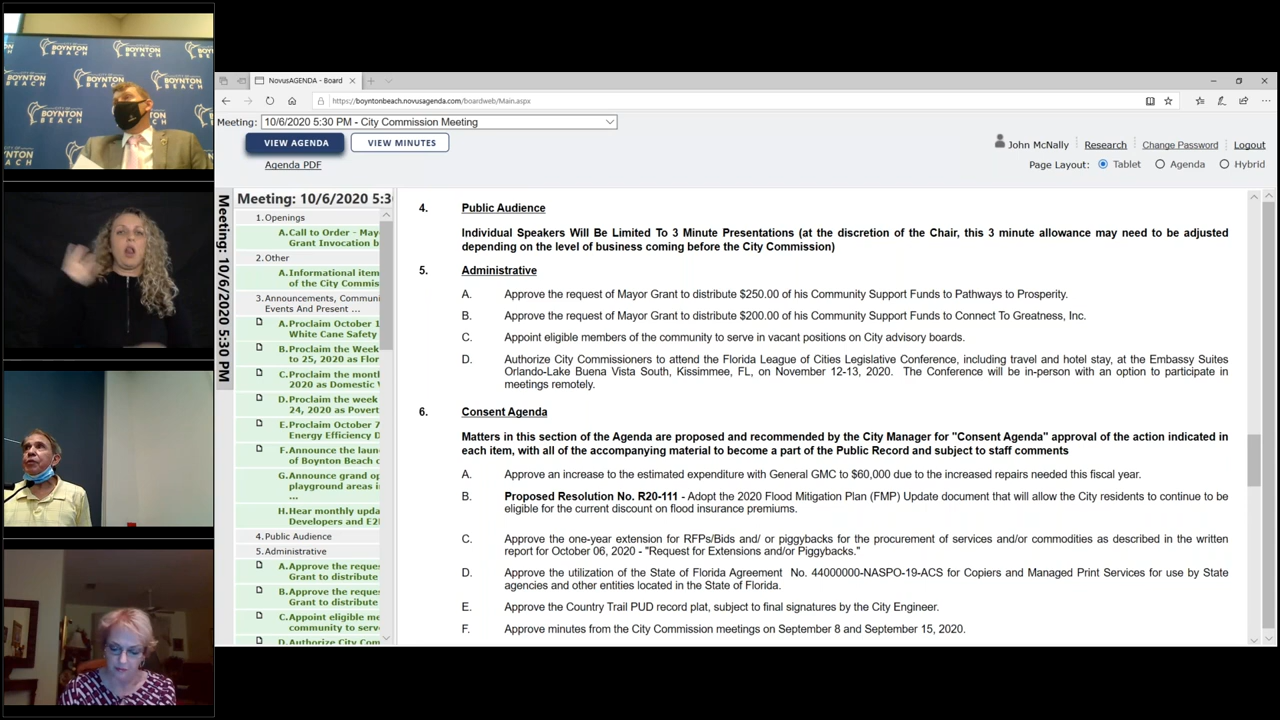 BOYNTON BEACH
NovusAGENDA - Board
https://boyntonbeach.novusagenda.com/boardweb/Main.aspx
Meeting: 10/6/2020 5:30 PM - City Commission Meeting
VIEW AGENDA VIEW MINUTES
Agenda PDF
John McNally Research Change Password Logout
Page Layout: Tablet Agenda Hybrid
Meeting: 10/6/2020 5:30 PM
Meeting: 10/6/2020 5:3
1.Openings
A.Call to Order - May
Grant Invocation b
2.Other
A.Informational item
of the City Commis
3.Announcements, Commun
Events And Present ...
A.Proclaim October 1
White Cane Safety
B.Proclaim the Week
to 25, 2020 as Flor
C.Proclaim the month
2020 as Domestic V
D.Proclaim the week
24, 2020 as Povert
E.Proclaim October 7
Energy Efficiency D
F.Announce the laun
of Boynton Beach c
G.Announce grand op
playground areas i
...
H.Hear monthly upda
Developers and E2
4.Public Audience
5.Administrative
A.Approve the reque
Grant to distribute
B.Approve the reque
Grant to distribute
C.Appoint eligible me
community to serv
D.Authorize City Com
4. Public Audience
Individual Speakers Will Be Limited To 3 Minute Presentations (at the discretion of the Chair, this 3 minute allowance may need to be adjusted
depending on the level of business coming before the City Commission)
5. Administrative
A. Approve the request of Mayor Grant to distribute $250.00 of his Community Support Funds to Pathways to Prosperity.
B. Approve the request of Mayor Grant to distribute $200.00 of his Community Support Funds to Connect To Greatness, Inc.
C. Appoint eligible members of the community to serve in vacant positions on City advisory boards.
D. Authorize City Commissioners to attend the Florida League of Cities Legislative Conference, including travel and hotel stay, at the Embassy Suites
Orlando-Lake Buena Vista South, Kissimmee, FL, on November 12-13, 2020. The Conference will be in-person with an option to participate in
meetings remotely.
6. Consent Agenda
Matters in this section of the Agenda are proposed and recommended by the City Manager for "Consent Agenda" approval of the action indicated in
each item, with all of the accompanying material to become a part of the Public Record and subject to staff comments
A. Approve an increase to the estimated expenditure with General GMC to $60,000 due to the increased repairs needed this fiscal year.
B. Proposed Resolution No. R20-111 - Adopt the 2020 Flood Mitigation Plan (FMP) Update document that will allow the City residents to continue to be
eligible for the current discount on flood insurance premiums.
C. Approve the one-year extension for RFPs/Bids and/ or piggybacks for the procurement of services and/or commodities as described in the written
report for October 06, 2020 - "Request for Extensions and/or Piggybacks."
D. Approve the utilization of the State of Florida Agreement No. 44000000-NASPO-19-ACS for Copiers and Managed Print Services for use by State
agencies and other entities located in the State of Florida.
E. Approve the Country Trail PUD record plat, subject to final signatures by the City Engineer.
F. Approve minutes from the City Commission meetings on September 8 and September 15, 2020.